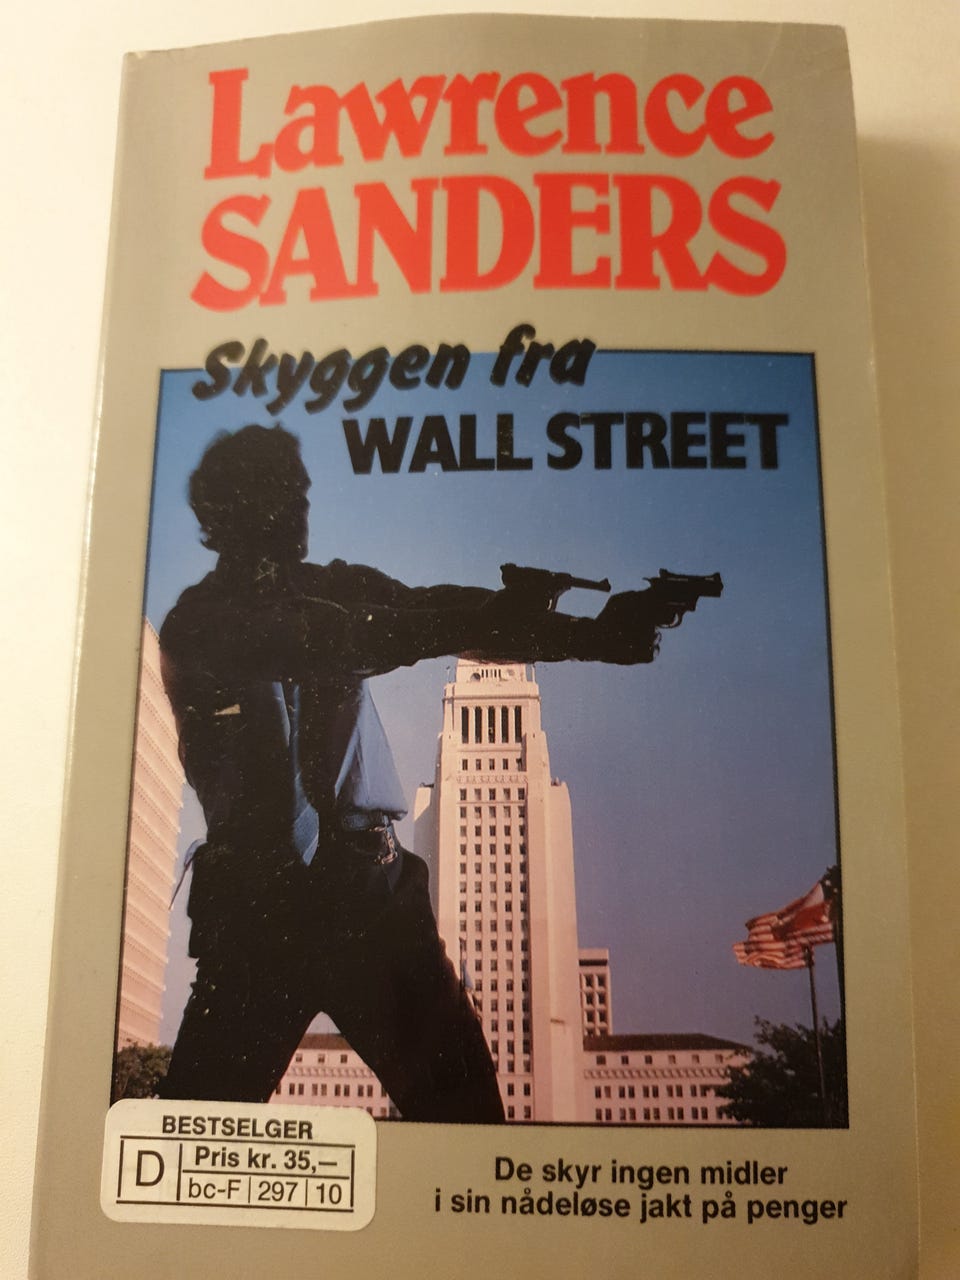 Lawrence
SANDERS
Skyggen fra
WALL STREET
BESTSELGER
D
Pris kr. 35,—
bc-F | 297 | 10
De skyr ingen midler
i sin nådeløse jakt på penger